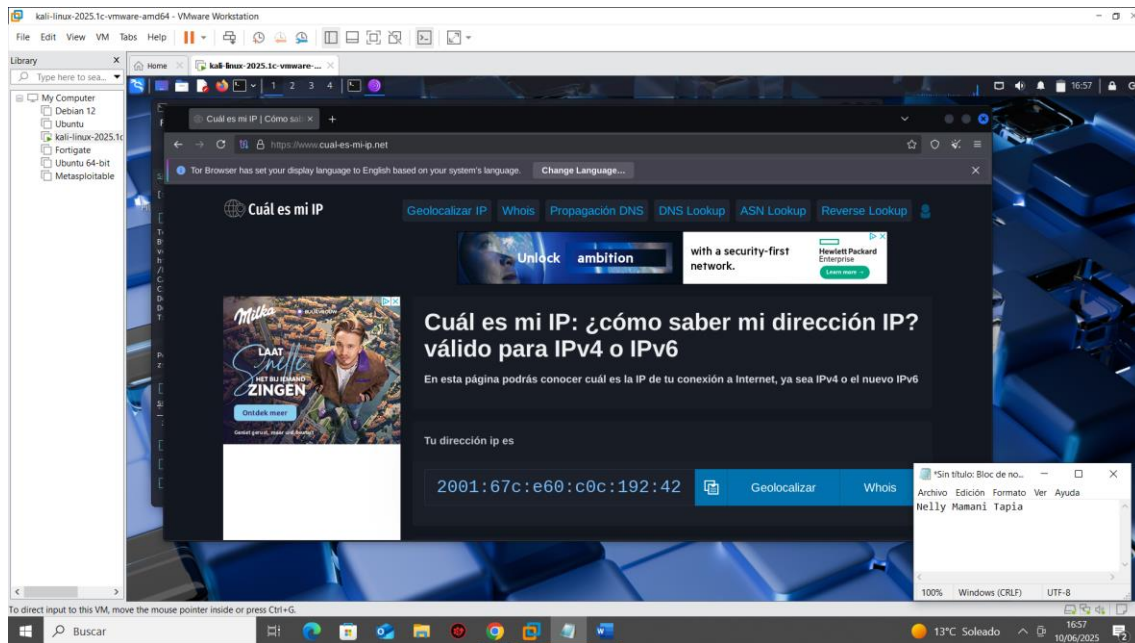 kali-linux-2025.1c-vmware-amd64 - VMware Workstation
File Edit View VM Tabs Help
Library
Home
kali-linux-2025.1c-vmware-...
Type here to sea...
My Computer
Debian 12
Ubuntu
kali-linux-2025.1c
Fortigate
Ubuntu 64-bit
Metasploitable
1 2 3 4
16:57
G
Cuál es mi IP | Cómo sab
https://www.cual-es-mi-ip.net
Tor Browser has set your display language to English based on your system's language. Change Language...
Cuál es mi IP
Geolocalizar IP Whois Propagación DNS DNS Lookup ASN Lookup Reverse Lookup
Unlock ambition
with a security-first network.
Hewlett Packard Enterprise
Learn more
Milka
LAAT
Snelle
HET BIJ IEMAND
ZINGEN
Ontdek meer
Cuál es mi IP: ¿cómo saber mi dirección IP?
válido para IPv4 o IPv6
En esta página podrás conocer cuál es la IP de tu conexión a Internet, ya sea IPv4 o el nuevo IPv6
Tu dirección ip es
2001:67c:e60:c0c:192:42
Geolocalizar
Whois
*Sin título: Bloc de no...
Archivo Edición Formato Ver Ayuda
Nelly Mamani Tapia
100% Windows (CRLF) UTF-8
To direct input to this VM, move the mouse pointer inside or press Ctrl+G.
Buscar
13°C Soleado
16:57
10/06/2025